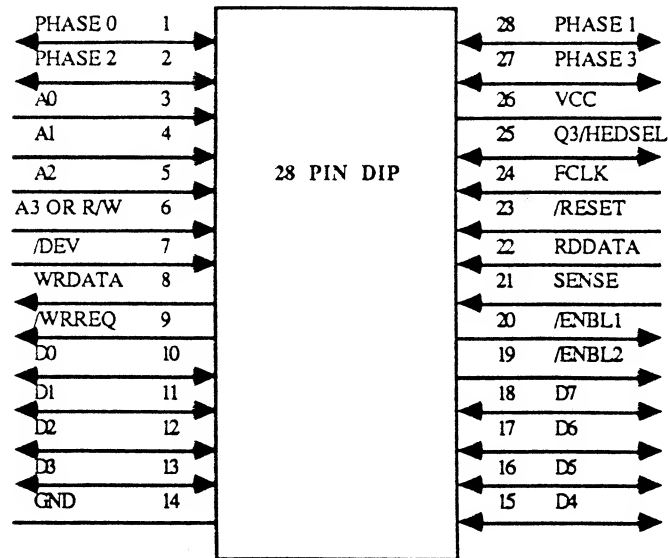 PHASE 0 1
PHASE 2 2
A0 3
A1 4
A2 5
A3 OR R/W 6
/DEV 7
WRDATA 8
/WRREQ 9
D0 10
D1 11
D2 12
D3 13
GND 14
28 PIN DIP
28 PHASE 1
27 PHASE 3
26 VCC
25 Q3/HEDSEL
24 FCLK
23 /RESET
22 RDDATA
21 SENSE
20 /ENBL1
19 /ENBL2
18 D7
17 D6
16 D5
15 D4